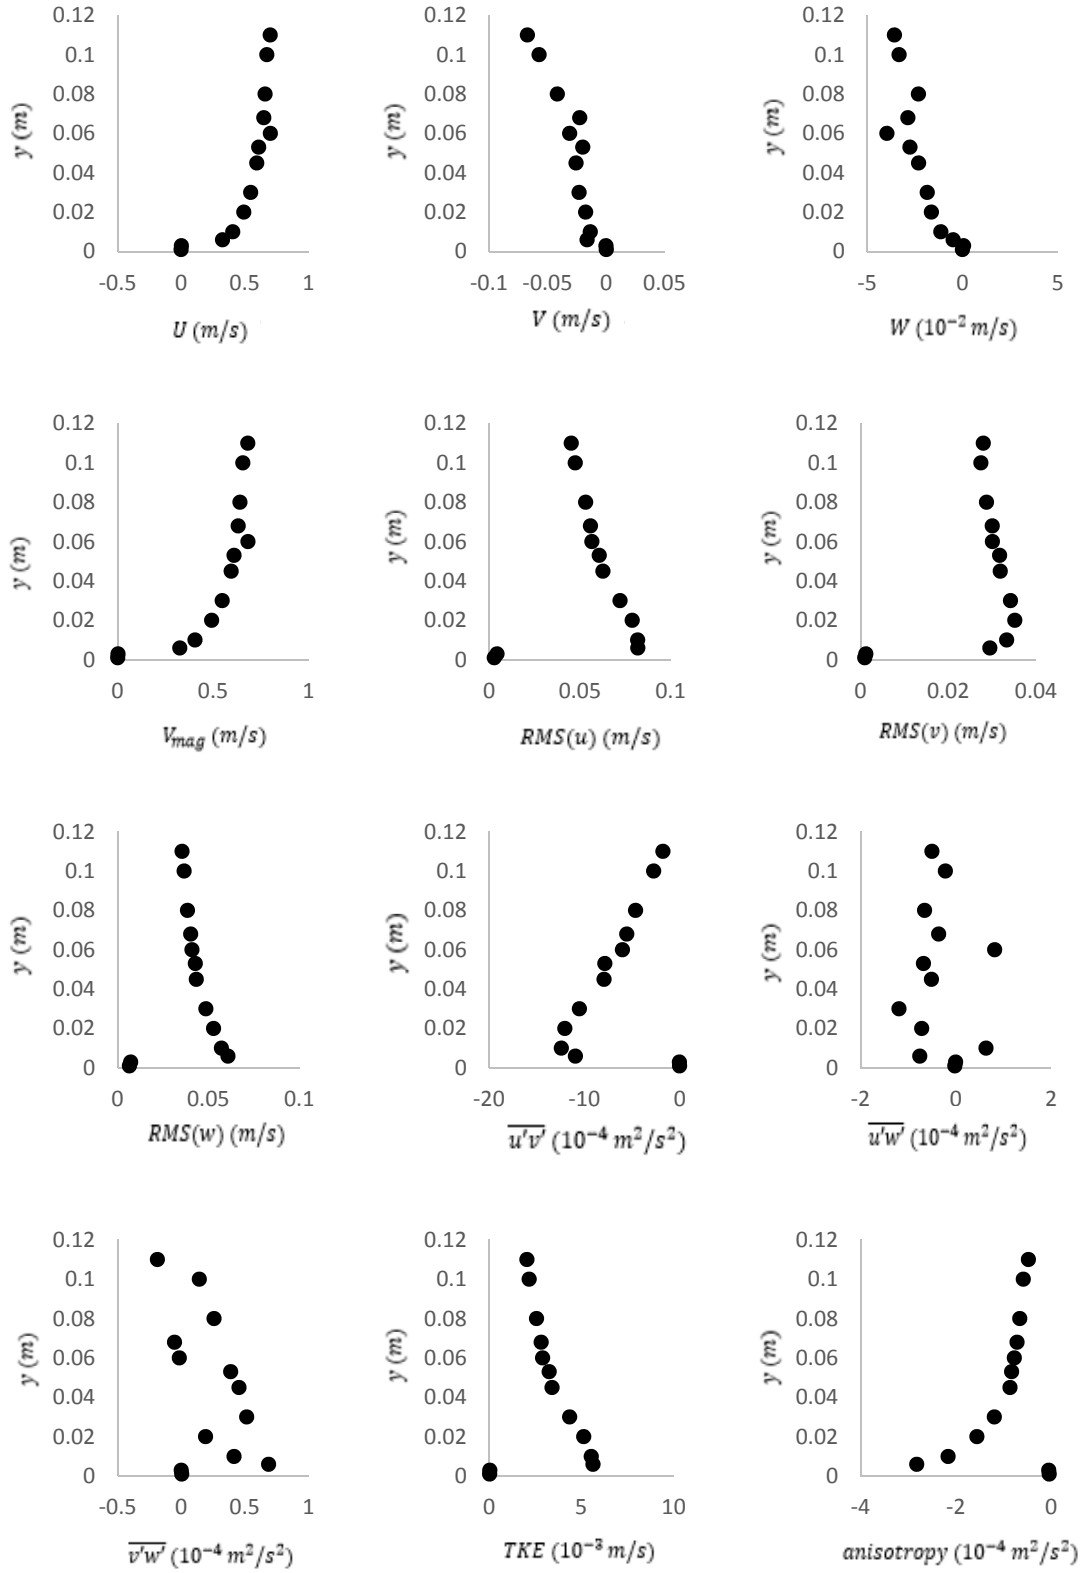 0.12
0.1
0.08
0.06
0.04
0.02
0
y (m)
-0.5 0 0.5 1
U (m/s)
0.12
0.1
0.08
0.06
0.04
0.02
0
y (m)
-0.1 -0.05 0 0.05
V (m/s)
0.12
0.1
0.08
0.06
0.04
0.02
0
y (m)
-5 0 5
W (10⁻² m/s)
0.12
0.1
0.08
0.06
0.04
0.02
0
y (m)
0 0.5 1
V_mag (m/s)
0.12
0.1
0.08
0.06
0.04
0.02
0
y (m)
0 0.05 0.1
RMS(u) (m/s)
0.12
0.1
0.08
0.06
0.04
0.02
0
y (m)
0 0.02 0.04
RMS(v) (m/s)
0.12
0.1
0.08
0.06
0.04
0.02
0
y (m)
0 0.05 0.1
RMS(w) (m/s)
0.12
0.1
0.08
0.06
0.04
0.02
0
y (m)
-20 -10 0
u'v' (10⁻⁴ m²/s²)
0.12
0.1
0.08
0.06
0.04
0.02
0
y (m)
-2 0 2
u'w' (10⁻⁴ m²/s²)
0.12
0.1
0.08
0.06
0.04
0.02
0
y (m)
-0.5 0 0.5 1
v'w' (10⁻⁴ m²/s²)
0.12
0.1
0.08
0.06
0.04
0.02
0
y (m)
0 5 10
TKE (10⁻³ m/s)
0.12
0.1
0.08
0.06
0.04
0.02
0
y (m)
-4 -2 0
anisotropy (10⁻⁴ m²/s²)